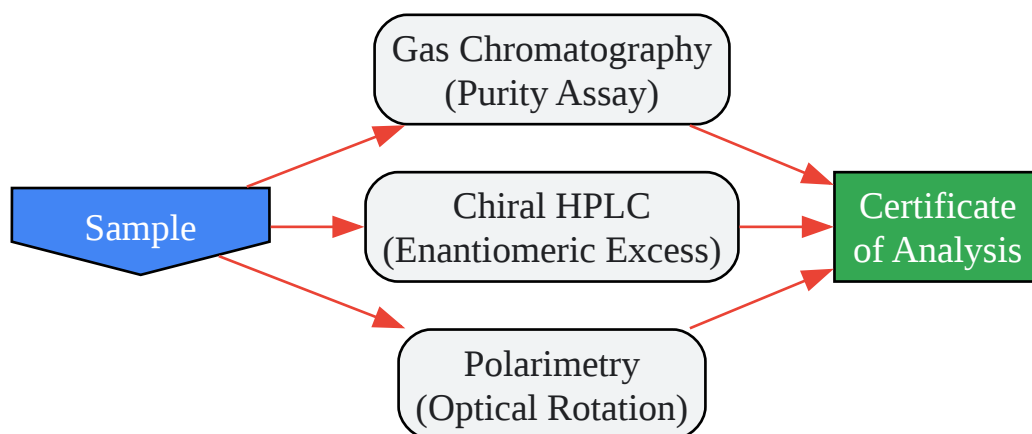 Gas Chromatography
(Purity Assay)
Sample
Chiral HPLC
(Enantiomeric Excess)
Certificate
of Analysis
Polarimetry
(Optical Rotation)